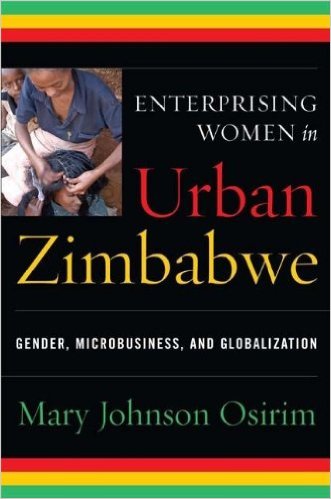 ENTERPRISING
WOMEN in
Urban
Zimbabwe
GENDER, MICROBUSINESS, AND GLOBALIZATION
Mary Johnson Osirim